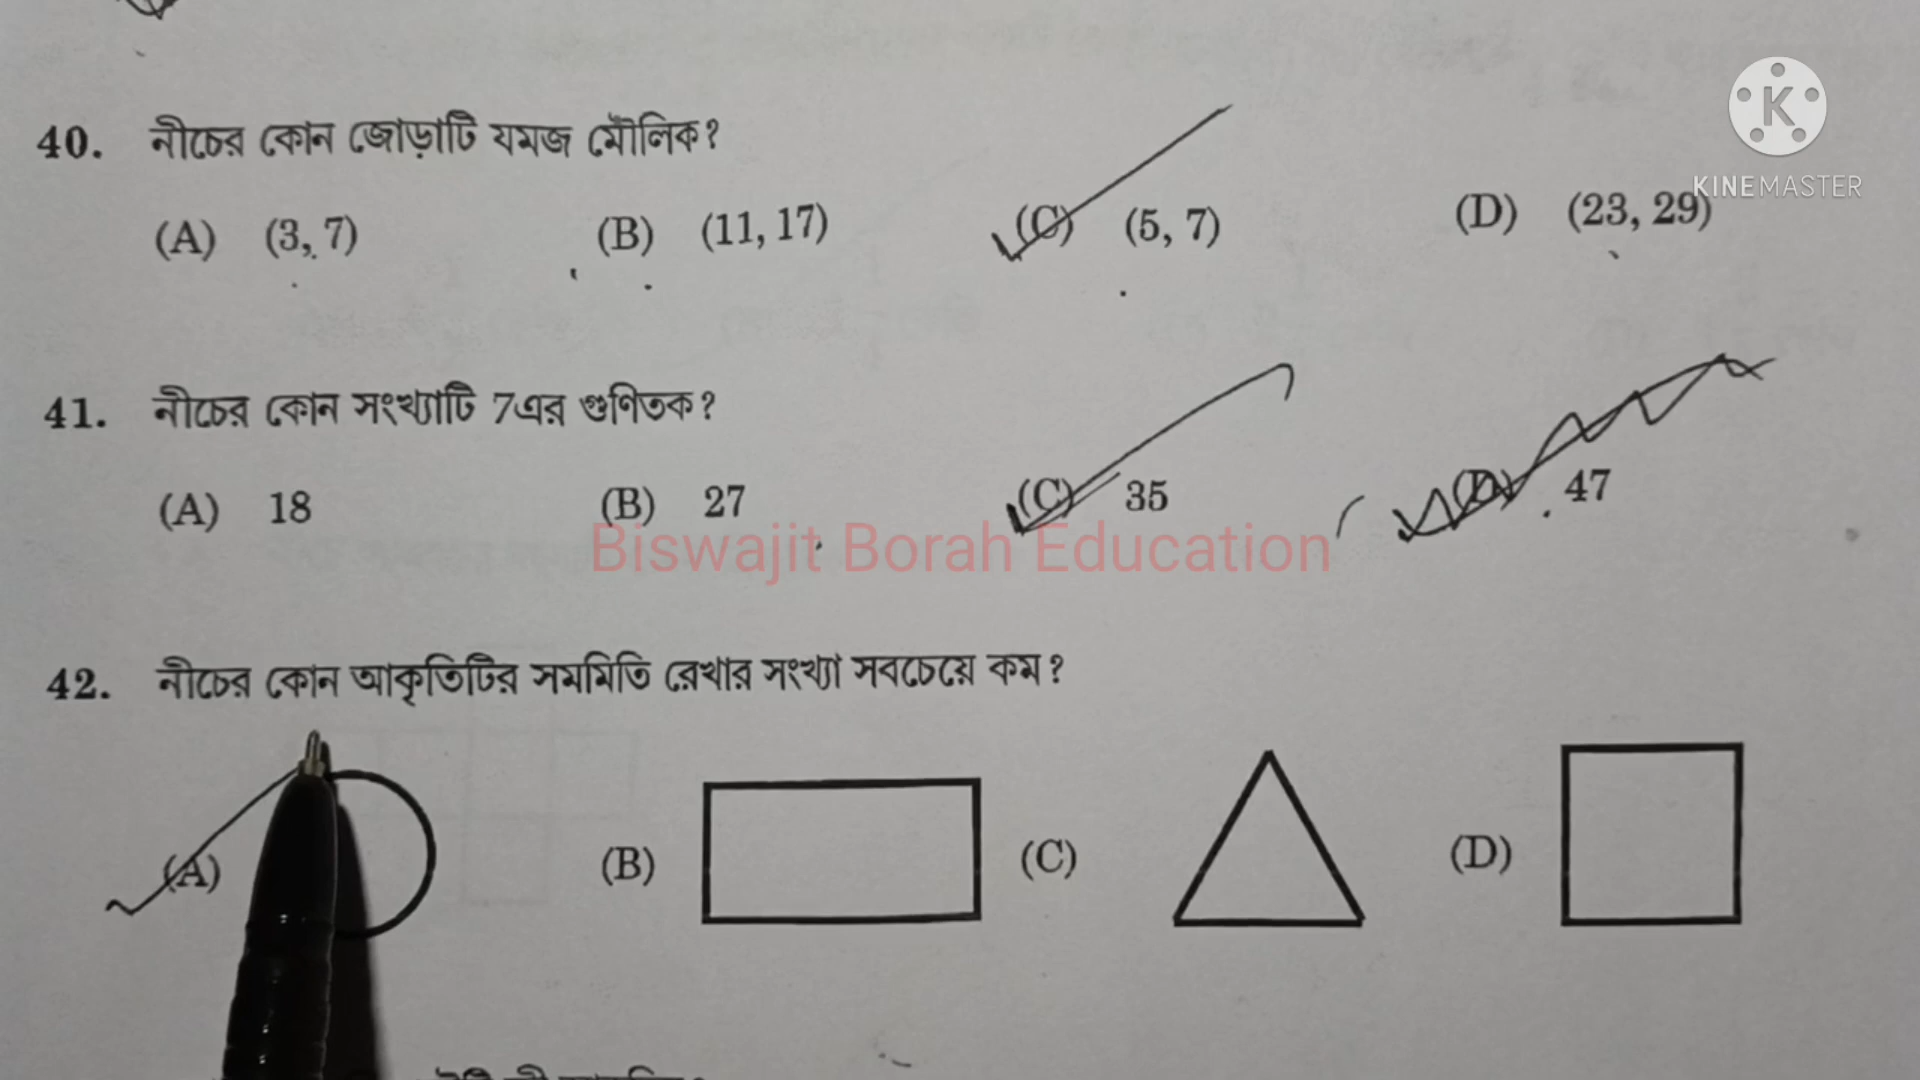 KINEMASTER
40. নীচের কোন জোড়াটি যমজ মৌলিক?
(A) (3, 7) (B) (11, 17) (C) (5, 7) (D) (23, 29)
41. নীচের কোন সংখ্যাটি 7এর গুণিতক?
(A) 18 (B) 27 (C) 35 (D) 47
Biswajit Borah Education
42. নীচের কোন আকৃতিটির সমমিতি রেখার সংখ্যা সবচেয়ে কম?
(A) (B) (C) (D)